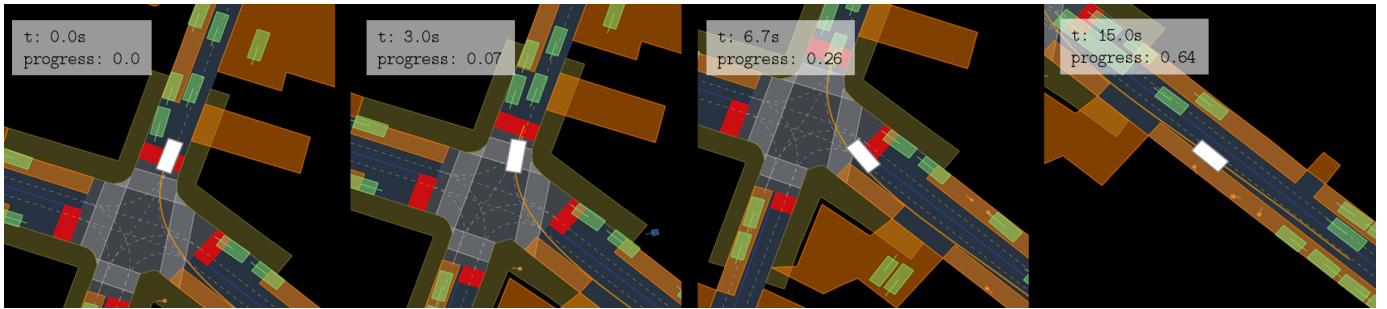 t: 0.0s
progress: 0.0
t: 3.0s
progress: 0.07
t: 6.7s
progress: 0.26
t: 15.0s
progress: 0.64